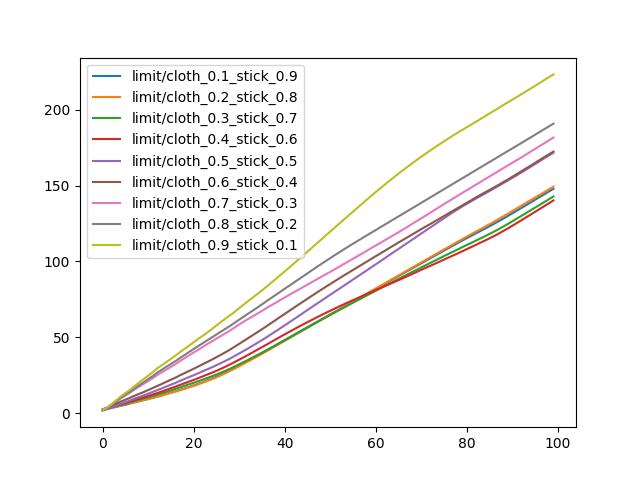 limit/cloth_0.1_stick_0.9
limit/cloth_0.2_stick_0.8
limit/cloth_0.3_stick_0.7
limit/cloth_0.4_stick_0.6
limit/cloth_0.5_stick_0.5
limit/cloth_0.6_stick_0.4
limit/cloth_0.7_stick_0.3
limit/cloth_0.8_stick_0.2
limit/cloth_0.9_stick_0.1
200
150
100
50
0
0 20 40 60 80 100